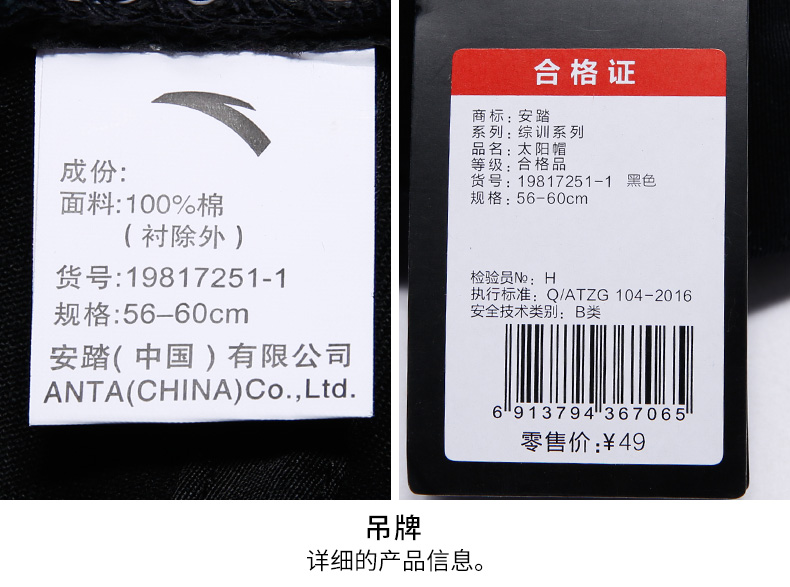 成份:
面料:100%棉
(衬除外)
货号:19817251-1
规格:56–60cm
安踏(中国)有限公司
ANTA(CHINA)Co.,Ltd.
合格证
商标: 安踏
系列: 综训系列
品名: 太阳帽
等级: 合格品
货号: 19817251-1 黑色
规格: 56-60cm
检验员№: H
执行标准: Q/ATZG 104-2016
安全技术类别: B类
6 913794 367065
零售价:¥49
吊牌
详细的产品信息。